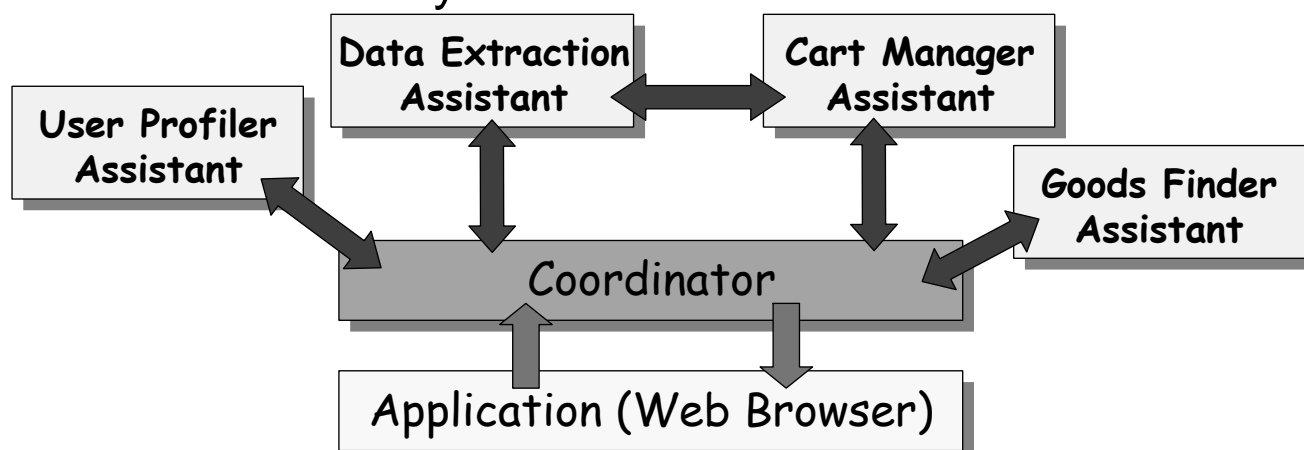 Data Extraction
Assistant
Cart Manager
Assistant
User Profiler
Assistant
Goods Finder
Assistant
Coordinator
Application (Web Browser)